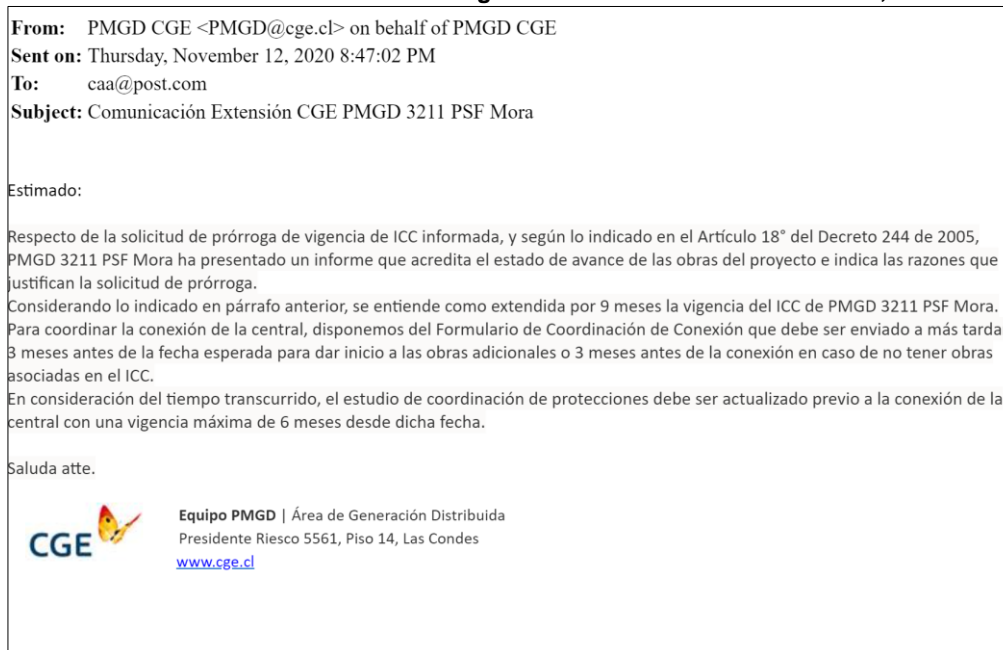 From: PMGD CGE <PMGD@cge.cl> on behalf of PMGD CGE
Sent on: Thursday, November 12, 2020 8:47:02 PM
To: caa@post.com
Subject: Comunicación Extensión CGE PMGD 3211 PSF Mora
Estimado:
Respecto de la solicitud de prórroga de vigencia de ICC informada, y según lo indicado en el Artículo 18° del Decreto 244 de 2005,
PMGD 3211 PSF Mora ha presentado un informe que acredita el estado de avance de las obras del proyecto e indica las razones que
justifican la solicitud de prórroga.
Considerando lo indicado en párrafo anterior, se entiende como extendida por 9 meses la vigencia del ICC de PMGD 3211 PSF Mora.
Para coordinar la conexión de la central, disponemos del Formulario de Coordinación de Conexión que debe ser enviado a más tarda
3 meses antes de la fecha esperada para dar inicio a las obras adicionales o 3 meses antes de la conexión en caso de no tener obras
asociadas en el ICC.
En consideración del tiempo transcurrido, el estudio de coordinación de protecciones debe ser actualizado previo a la conexión de la
central con una vigencia máxima de 6 meses desde dicha fecha.
Saluda atte.
CGE
Equipo PMGD | Área de Generación Distribuida
Presidente Riesco 5561, Piso 14, Las Condes
www.cge.cl